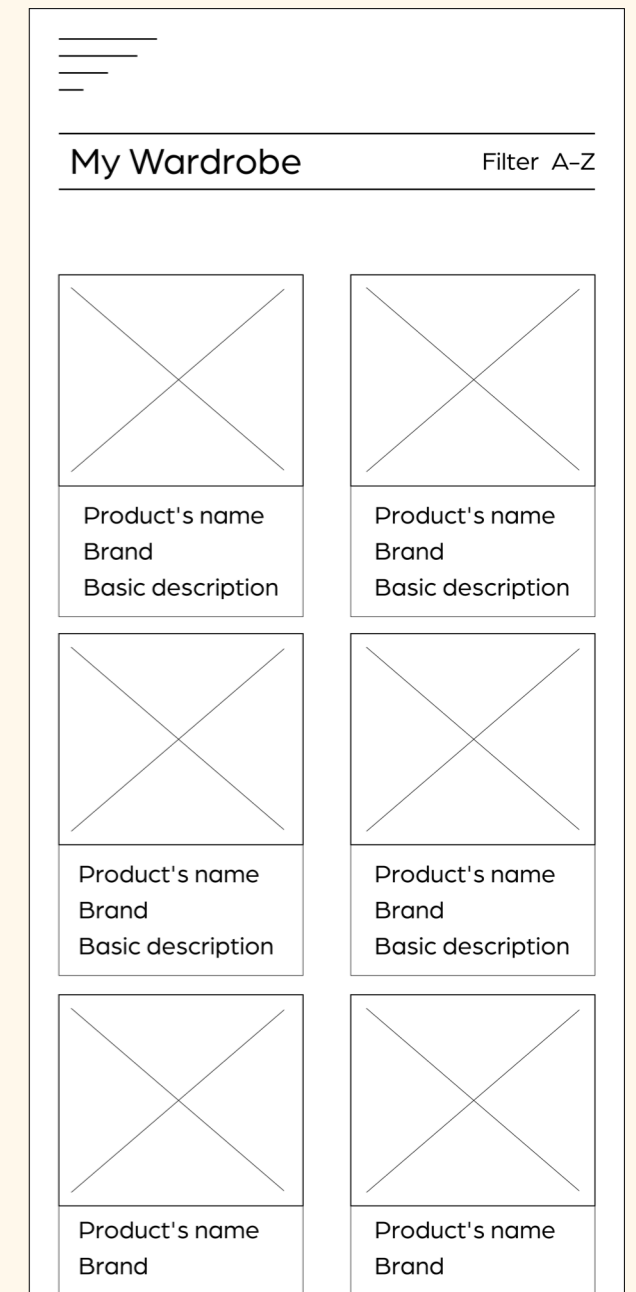 My Wardrobe
Filter A-Z
Product's name
Brand
Basic description
Product's name
Brand
Basic description
Product's name
Brand
Basic description
Product's name
Brand
Basic description
Product's name
Brand
Product's name
Brand